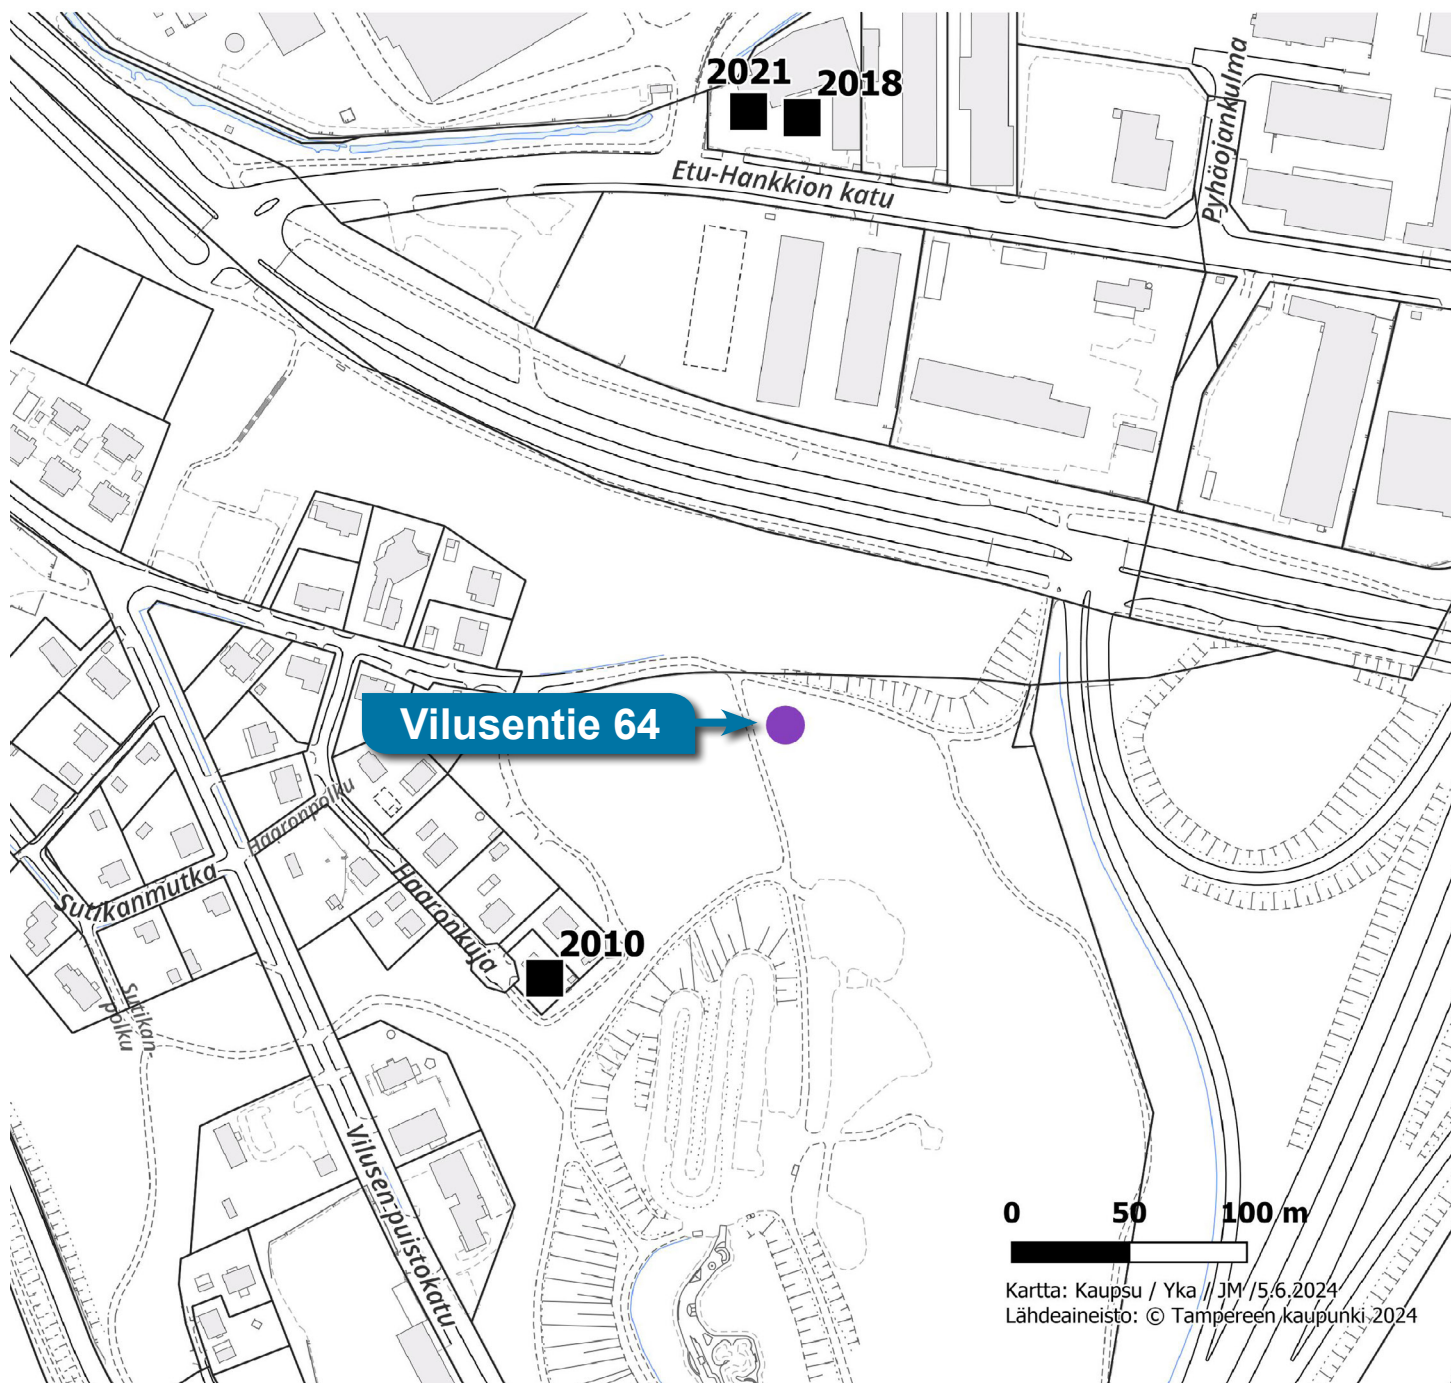 2021
2018
Pyhäojankulma
Etu-Hankkion katu
Vilusentie 64
Haaronpolku
Sutikanmutka
Haaronkuja
2010
Sutikan-
polku
Vilusen-puistokatu
0 50 100 m
Kartta: Kaupsu / Yka / JM /5.6.2024
Lähdeaineisto: © Tampereen kaupunki 2024